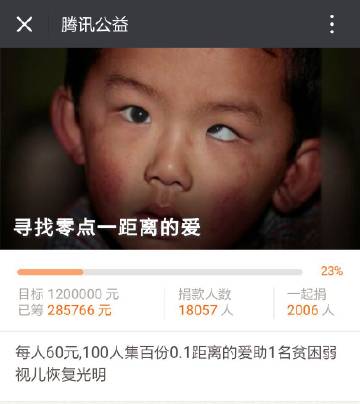 腾讯公益
寻找零点一距离的爱
23%
目标 1200000 元
已筹 285766 元
捐款人数
18057 人
一起捐
2006 人
每人60元,100人集百份0.1距离的爱助1名贫困弱
视儿恢复光明